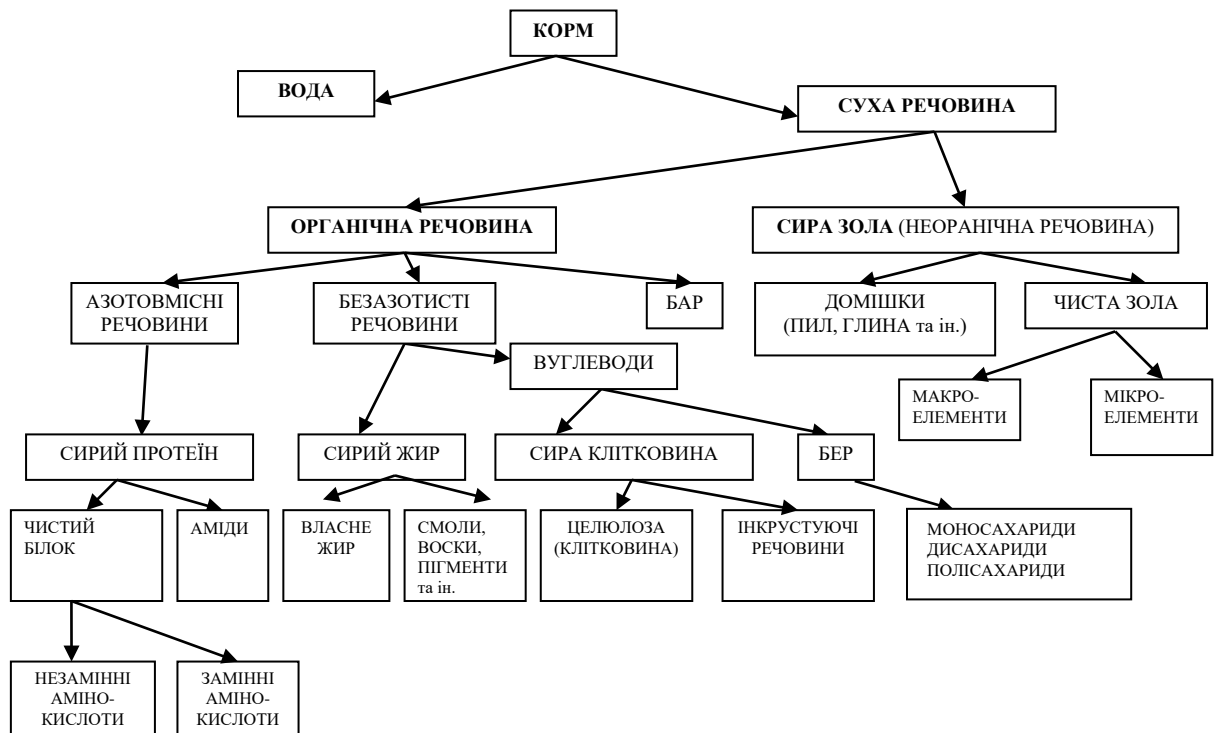 КОРМ
ВОДА
СУХА РЕЧОВИНА
ОРГАНІЧНА РЕЧОВИНА
СИРА ЗОЛА (НЕОРАНІЧНА РЕЧОВИНА)
АЗОТОВМІСНІ
РЕЧОВИНИ
БЕЗАЗОТИСТІ
РЕЧОВИНИ
БАР
ДОМІШКИ
(ПИЛ, ГЛИНА та ін.)
ЧИСТА ЗОЛА
ВУГЛЕВОДИ
МАКРО-
ЕЛЕМЕНТИ
МІКРО-
ЕЛЕМЕНТИ
СИРИЙ ПРОТЕЇН
СИРИЙ ЖИР
СИРА КЛІТКОВИНА
БЕР
ЧИСТИЙ
БІЛОК
АМІДИ
ВЛАСНЕ
ЖИР
СМОЛИ,
ВОСКИ,
ПІГМЕНТИ
та ін.
ЦЕЛЮЛОЗА
(КЛІТКОВИНА)
ІНКРУСТУЮЧІ
РЕЧОВИНИ
МОНОСАХАРИДИ
ДИСАХАРИДИ
ПОЛІСАХАРИДИ
НЕЗАМІННІ
АМІНО-
КИСЛОТИ
ЗАМІННІ
АМІНО-
КИСЛОТИ